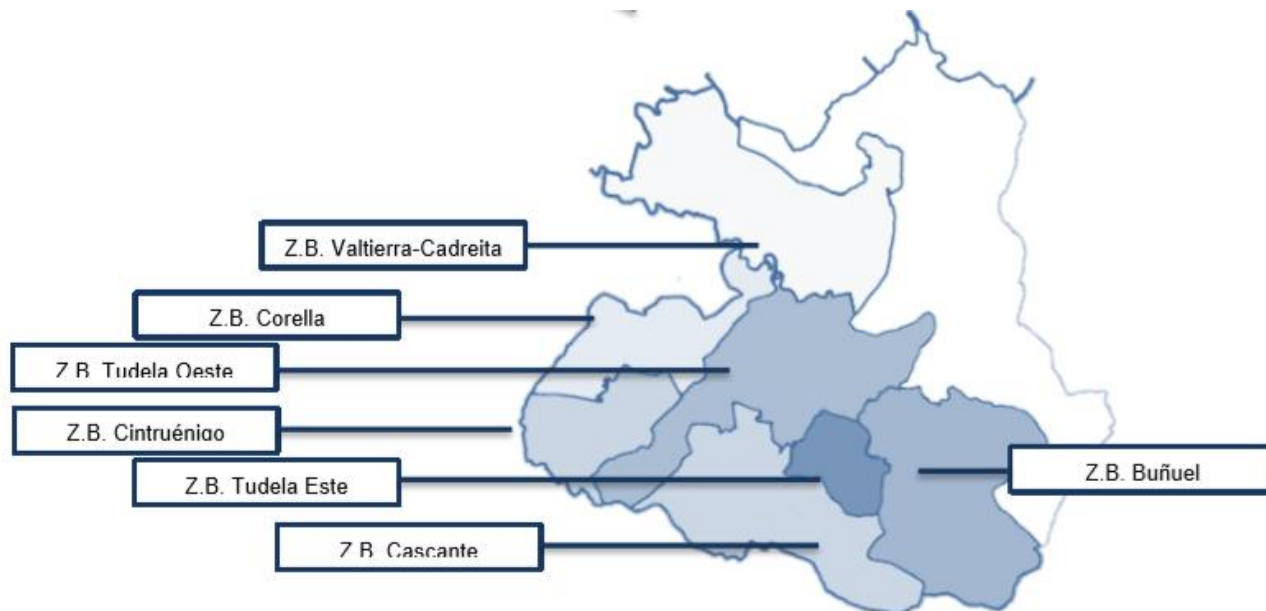 Z.B. Valtierra-Cadreita
Z.B. Corella
Z.B. Tudela Oeste
Z.B. Cintruénigo
Z.B. Tudela Este
Z.B. Buñuel
Z.B. Cascante